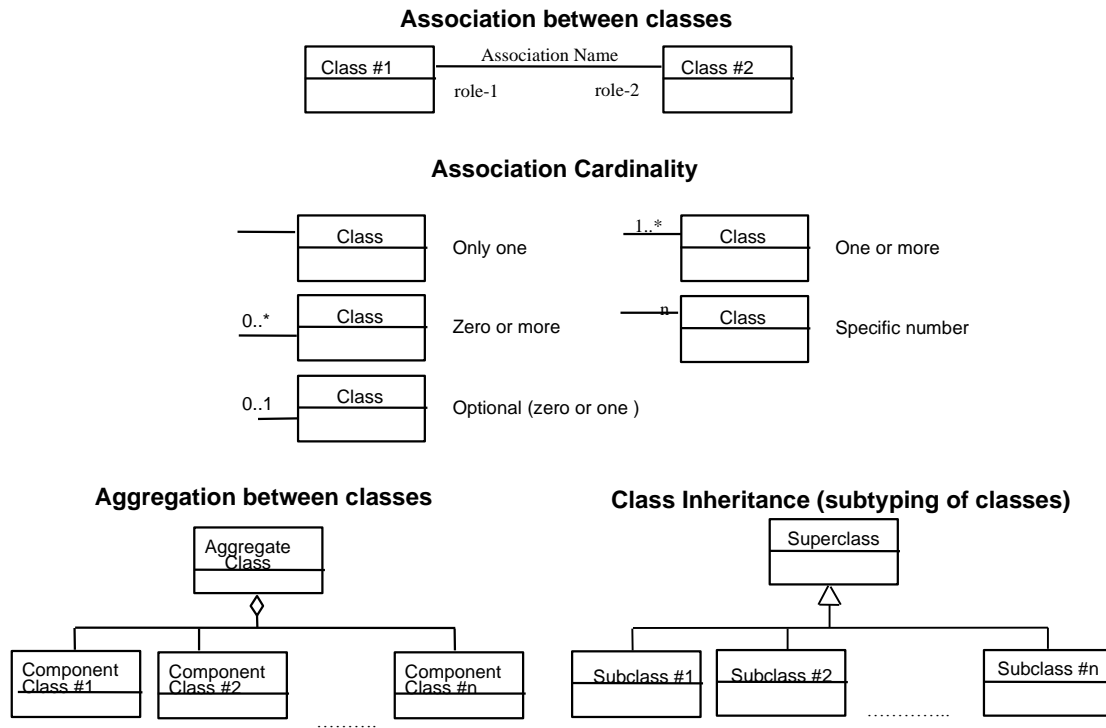 Association between classes
Class #1
Association Name
Class #2
role-1
role-2
Association Cardinality
Class
Only one
1..*
Class
One or more
0..*
Class
Zero or more
n
Class
Specific number
0..1
Class
Optional (zero or one )
Aggregation between classes
Aggregate
Class
Component
Class #1
Component
Class #2
..........
Component
Class #n
Class Inheritance (subtyping of classes)
Superclass
Subclass #1
Subclass #2
..............
Subclass #n